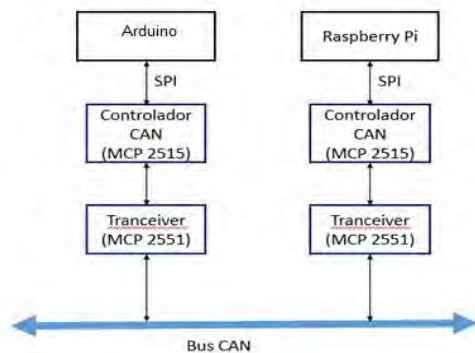 Arduino
SPI
Controlador
CAN
(MCP 2515)
Tranceiver
(MCP 2551)
Raspberry Pi
SPI
Controlador
CAN
(MCP 2515)
Tranceiver
(MCP 2551)
Bus CAN